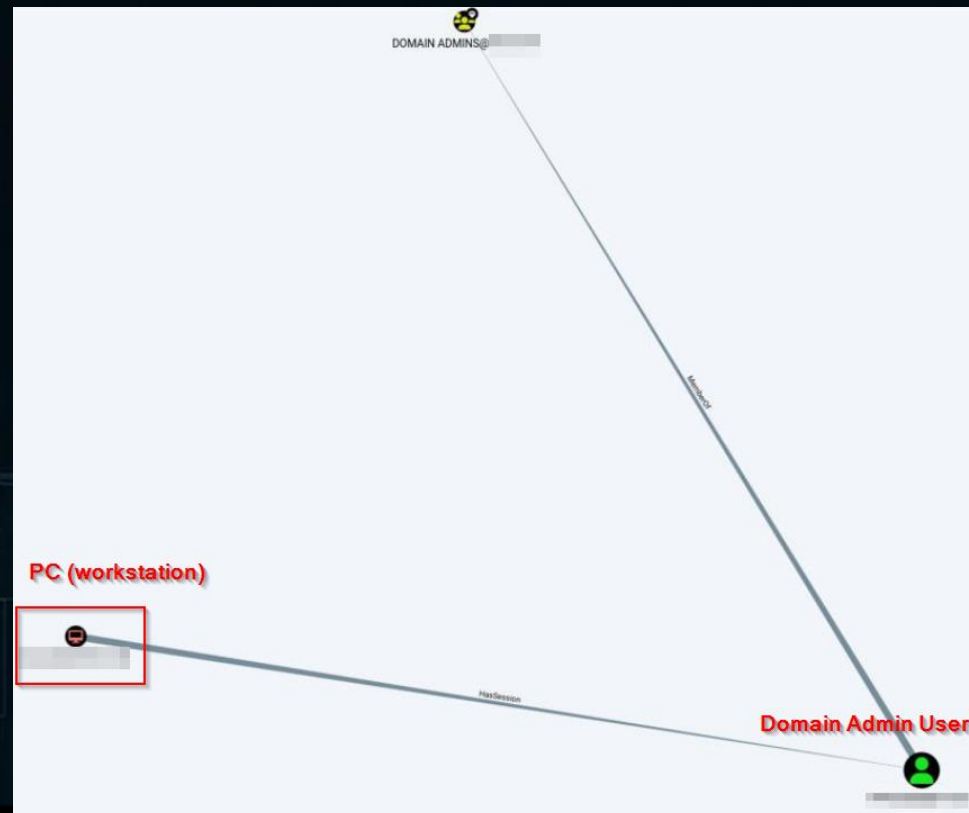 DOMAIN ADMINS@
MemberOf
PC (workstation)
HasSession
Domain Admin User